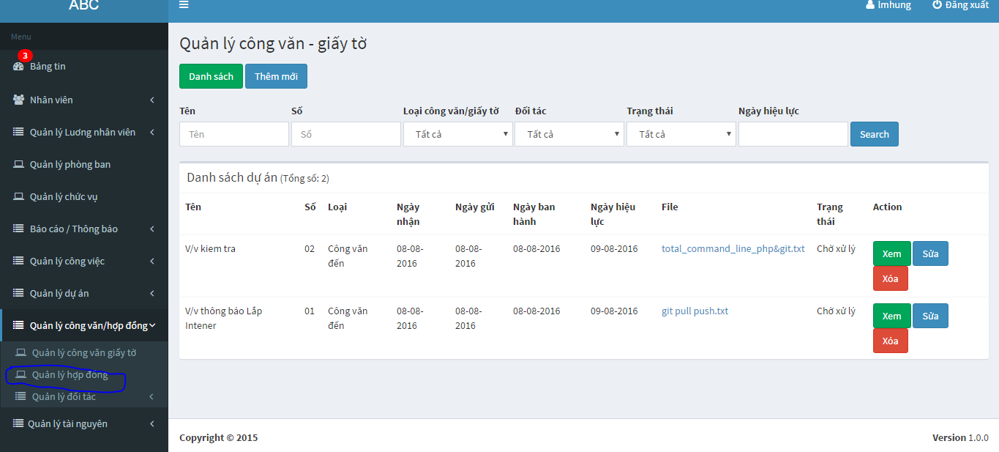 ABC
lmhung Đăng xuất
Menu
3
Bảng tin
Nhân viên
Quản lý Luơng nhân viên
Quản lý phòng ban
Quản lý chức vụ
Báo cáo / Thông báo
Quản lý công việc
Quản lý dự án
Quản lý công văn/hợp đồng
Quản lý công văn giấy tờ
Quản lý hợp đồng
Quản lý đối tác
Quản lý tài nguyên
Quản lý công văn - giấy tờ
Danh sách Thêm mới
Tên Số Loại công văn/giấy tờ Đối tác Trạng thái Ngày hiệu lực
Tên Số Tất cả Tất cả Tất cả Search
Danh sách dự án (Tổng số: 2)
Tên Số Loại Ngày nhận Ngày gửi Ngày ban hành Ngày hiệu lực File Trạng thái Action
V/v kiem tra 02 Công văn đến 08-08-2016 08-08-2016 08-08-2016 09-08-2016 total_command_line_php&git.txt Chờ xử lý Xem Sửa
Xóa
V/v thông báo Lắp Intener 01 Công văn đến 08-08-2016 08-08-2016 08-08-2016 09-08-2016 git pull push.txt Chờ xử lý Xem Sửa
Xóa
Copyright © 2015 Version 1.0.0